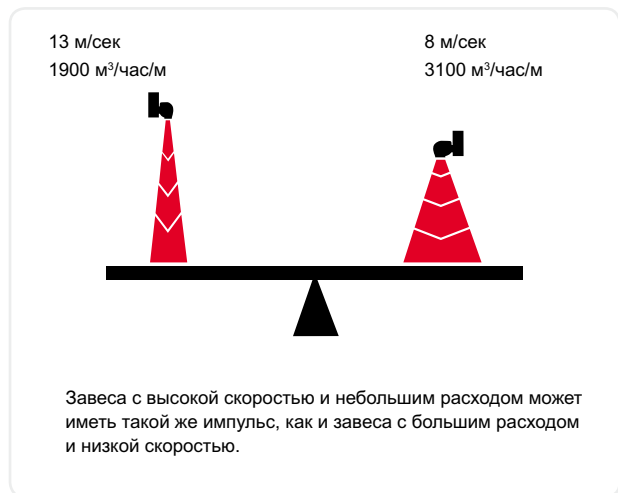 13 м/сек
1900 м³/час/м
8 м/сек
3100 м³/час/м
Завеса с высокой скоростью и небольшим расходом может
иметь такой же импульс, как и завеса с большим расходом
и низкой скоростью.